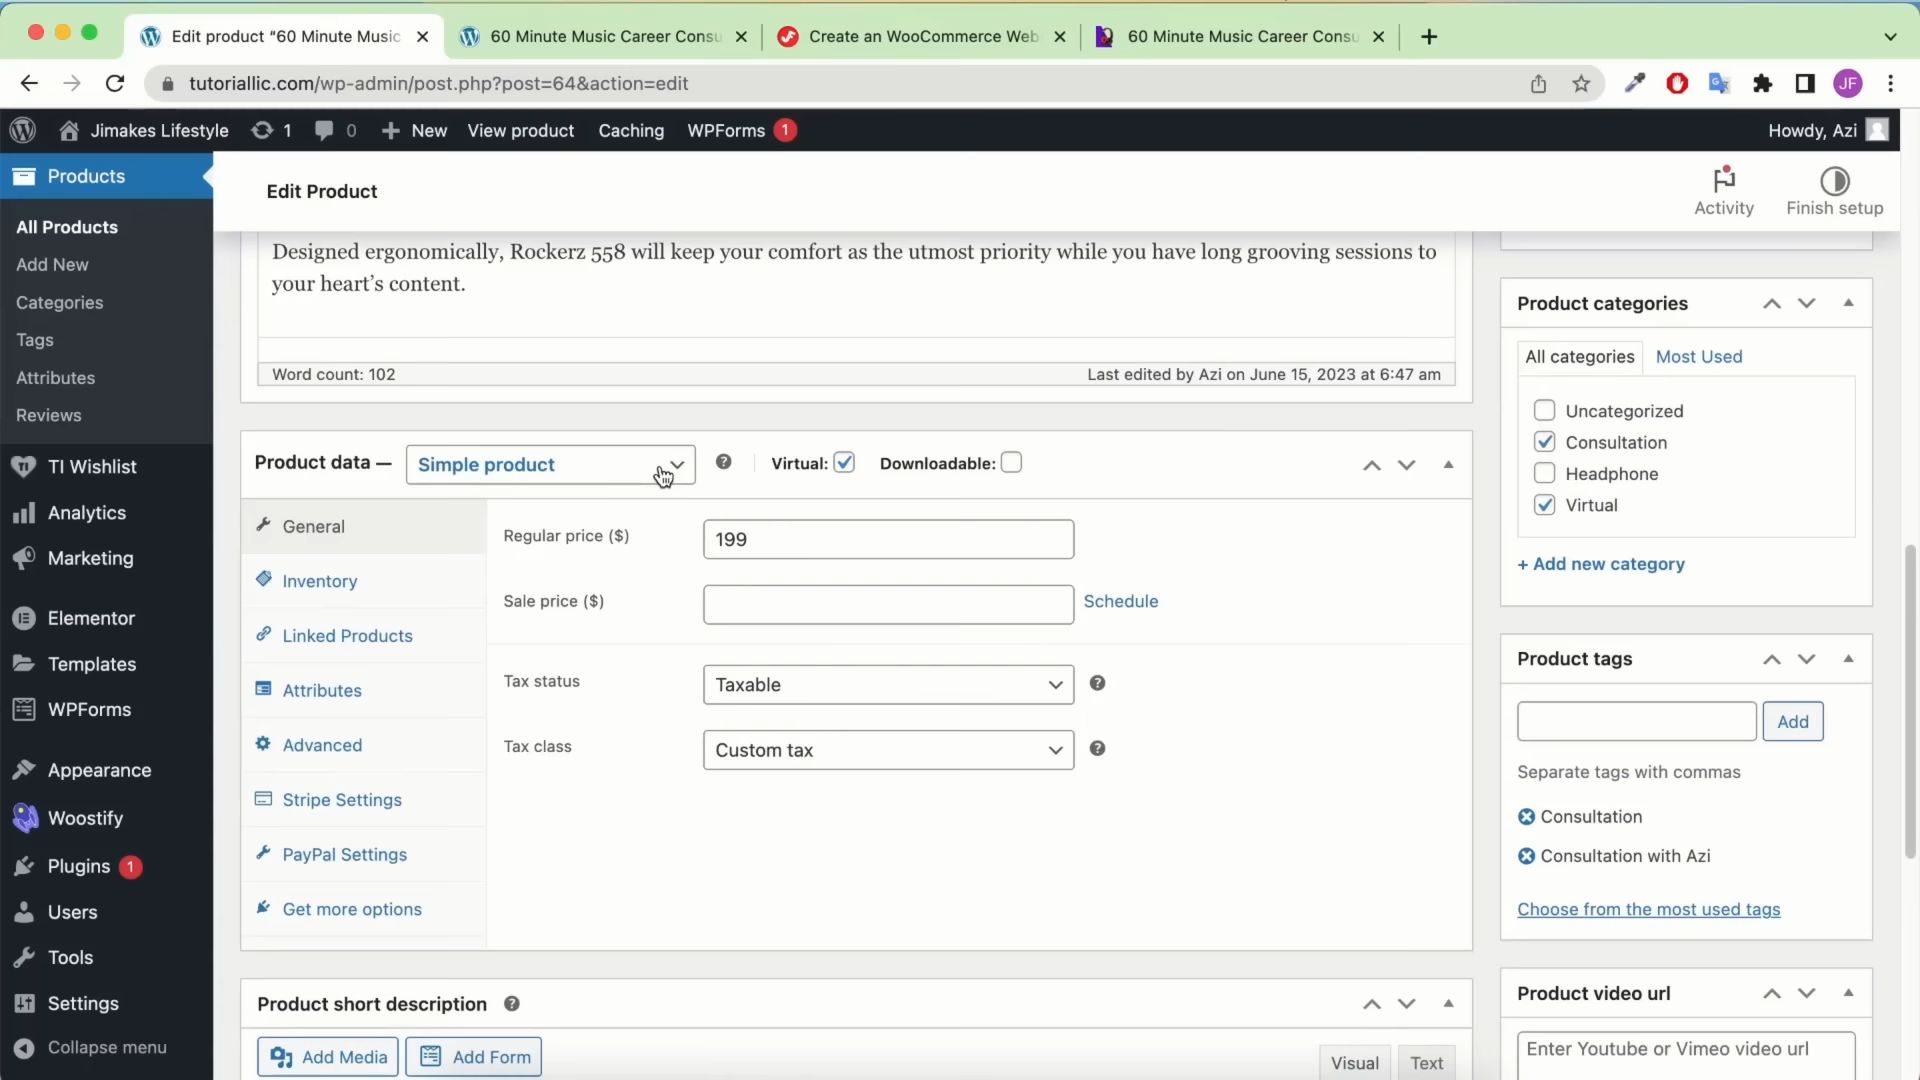 Edit product “60 Minute Music
60 Minute Music Career Consu
Create an WooCommerce Web
60 Minute Music Career Consu
tutoriallic.com/wp-admin/post.php?post=64&action=edit
JF
Jimakes Lifestyle
1
0
New
View product
Caching
WPForms
1
Howdy, Azi
Products
All Products
Add New
Categories
Tags
Attributes
Reviews
TI Wishlist
Analytics
Marketing
Elementor
Templates
WPForms
Appearance
Woostify
Plugins
1
Users
Tools
Settings
Collapse menu
Edit Product
Activity
Finish setup
Designed ergonomically, Rockerz 558 will keep your comfort as the utmost priority while you have long grooving sessions to
your heart’s content.
Word count: 102
Last edited by Azi on June 15, 2023 at 6:47 am
Product data —
Simple product
Virtual:
Downloadable:
General
Inventory
Linked Products
Attributes
Advanced
Stripe Settings
PayPal Settings
Get more options
Regular price ($)
199
Sale price ($)
Schedule
Tax status
Taxable
Tax class
Custom tax
Product short description
Add Media
Add Form
Visual
Text
Product categories
All categories
Most Used
Uncategorized
Consultation
Headphone
Virtual
+ Add new category
Product tags
Add
Separate tags with commas
Consultation
Consultation with Azi
Choose from the most used tags
Product video url
Enter Youtube or Vimeo video url